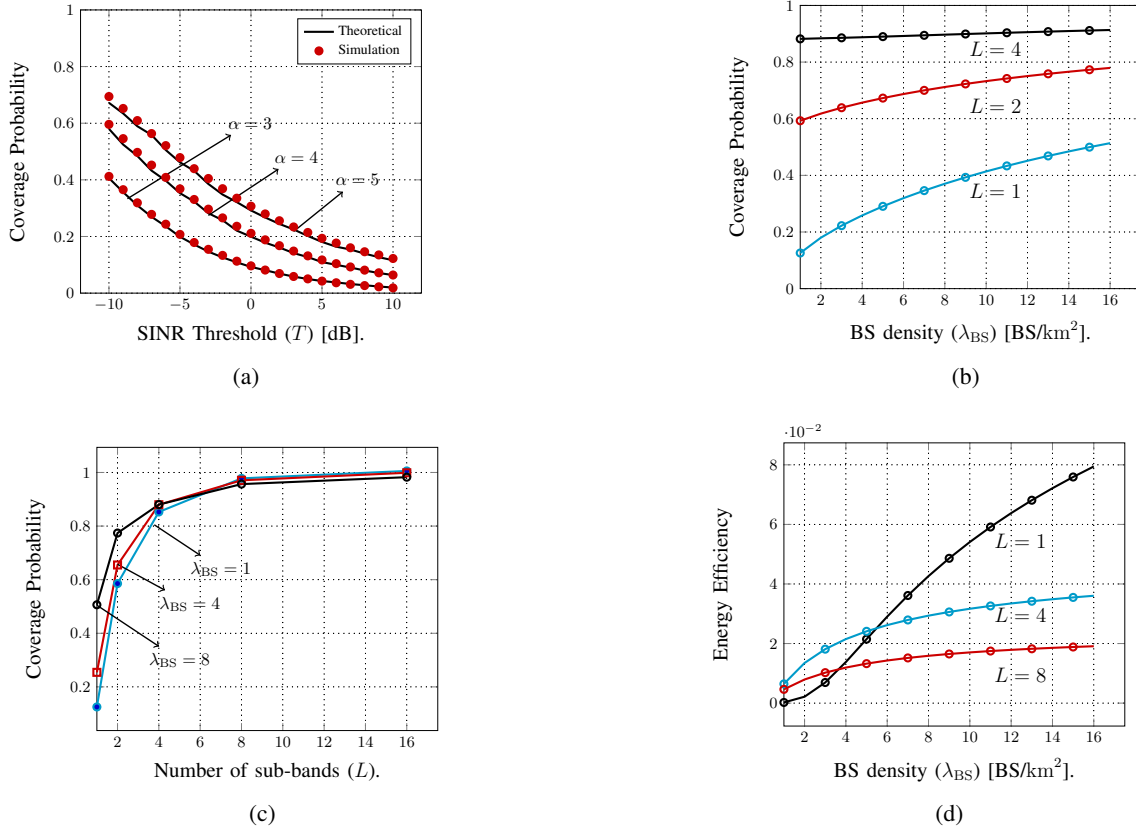 1
0.8
0.6
0.4
0.2
0
Coverage Probability
Theoretical
Simulation
α = 3
α = 4
α = 5
−10 −5 0 5 10
SINR Threshold (T) [dB].
(a)
1
0.8
0.6
0.4
0.2
0
Coverage Probability
L = 4
L = 2
L = 1
2 4 6 8 10 12 14 16
BS density (λBS) [BS/km²].
(b)
1
0.8
0.6
0.4
0.2
Coverage Probability
λBS = 1
λBS = 4
λBS = 8
2 4 6 8 10 12 14 16
Number of sub-bands (L).
(c)
·10⁻²
8
6
4
2
0
Energy Efficiency
L = 1
L = 4
L = 8
2 4 6 8 10 12 14 16
BS density (λBS) [BS/km²].
(d)